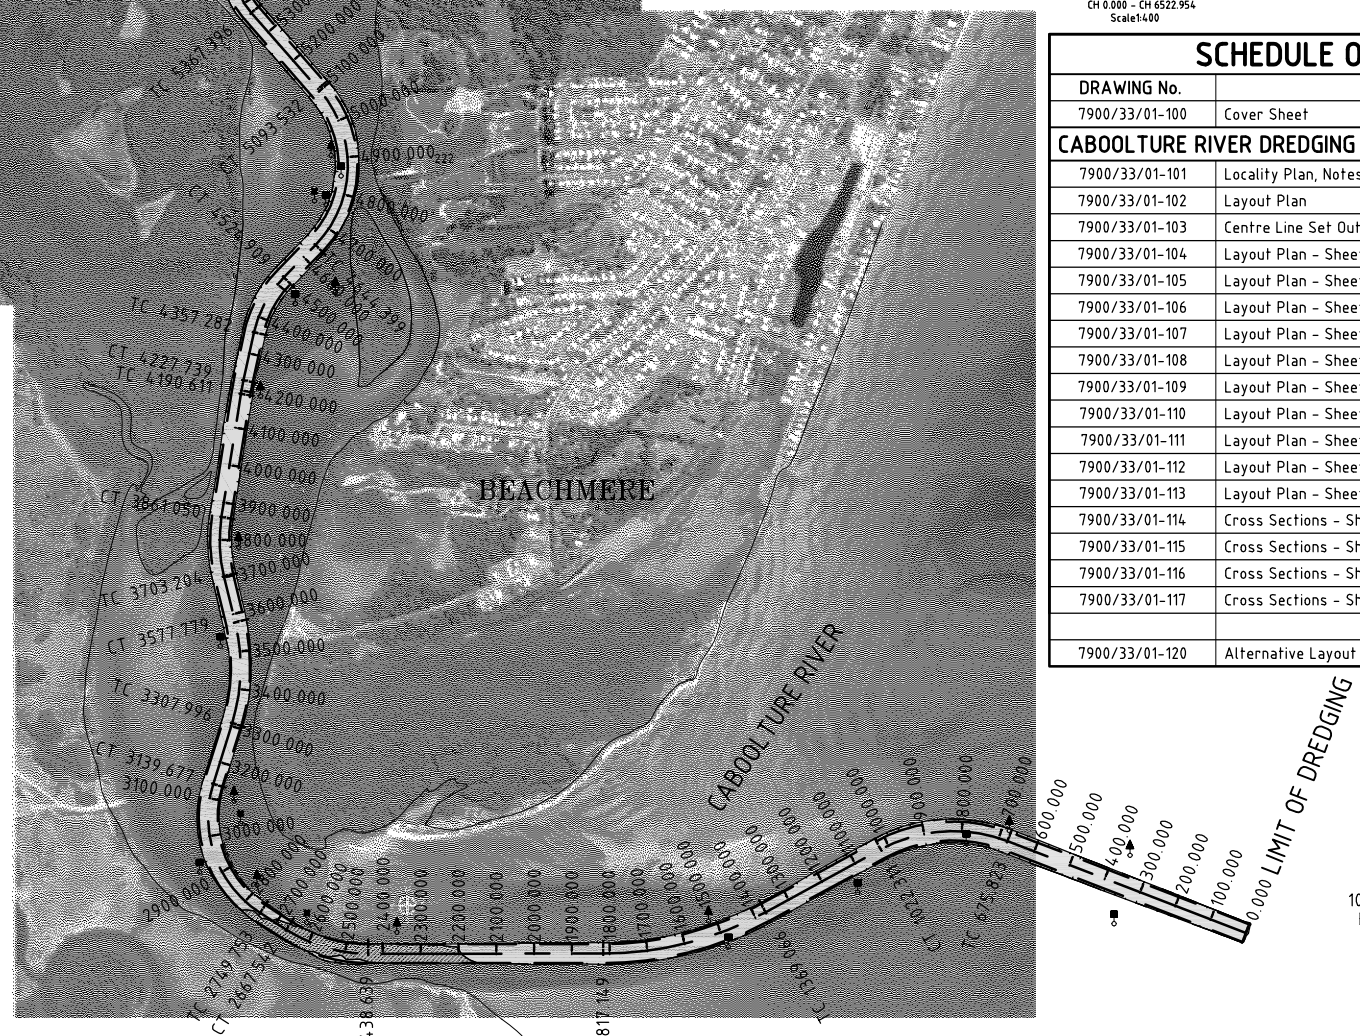 CH 0.000 - CH 6522.954
Scale1:400
SCHEDULE O
DRAWING No.
7900/33/01-100 Cover Sheet
CABOOLTURE RIVER DREDGING
7900/33/01-101 Locality Plan, Notes
7900/33/01-102 Layout Plan
7900/33/01-103 Centre Line Set Out
7900/33/01-104 Layout Plan - Shee
7900/33/01-105 Layout Plan - Shee
7900/33/01-106 Layout Plan - Shee
7900/33/01-107 Layout Plan - Shee
7900/33/01-108 Layout Plan - Shee
7900/33/01-109 Layout Plan - Shee
7900/33/01-110 Layout Plan - Shee
7900/33/01-111 Layout Plan - Shee
7900/33/01-112 Layout Plan - Shee
7900/33/01-113 Layout Plan - Shee
7900/33/01-114 Cross Sections - Sh
7900/33/01-115 Cross Sections - Sh
7900/33/01-116 Cross Sections - Sh
7900/33/01-117 Cross Sections - Sh
7900/33/01-120 Alternative Layout
TC 5367.396
5200.000
5100.000
5000.000
CT 5093.537
4900.000
4800.000
4700.000
4500.000
TC 4357.282
4400.000
CT 4227.739
4300.000
TC 4190.611
4200.000
4100.000
4000.000
CT 3861.050
3900.000
3800.000
TC 3703.204
3700.000
3600.000
CT 3577.779
3500.000
TC 3307.996
3400.000
3300.000
CT 3139.677
3200.000
3100.000
3000.000
2900.000
2800.000
2700.000
2600.000
2500.000
2400.000
2300.000
2200.000
2100.000
2000.000
1900.000
1800.000
TC 2749.753
CT 2667.542
TC 1369.066
TC 675.823
800.000
700.000
600.000
500.000
400.000
300.000
200.000
100.000
0.000 LIMIT OF DREDGING
BEACHMERE
CABOOLTURE RIVER